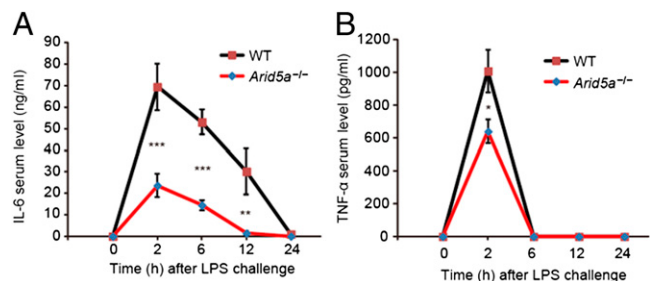 A
IL-6 serum level (ng/ml)
90
80
70
60
50
40
30
20
10
0
WT
Arid5a⁻/⁻
***
***
**
0 2 6 12 24
Time (h) after LPS challenge
B
TNF-α serum level (pg/ml)
1200
1000
800
600
400
200
0
WT
Arid5a⁻/⁻
*
0 2 6 12 24
Time (h) after LPS challenge